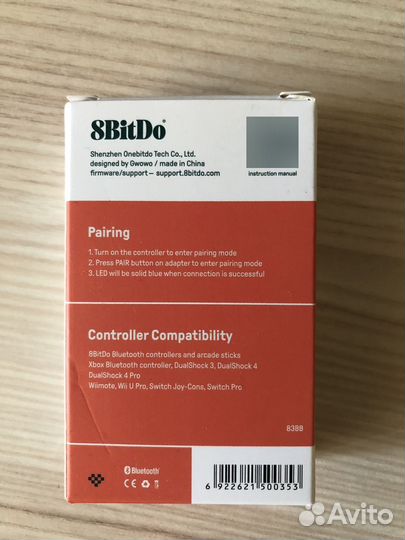 8BitDo®
Shenzhen Onebitdo Tech Co., Ltd.
designed by Gwowo / made in China
firmware/support – support.8bitdo.com
instruction manual
Pairing
1. Turn on the controller to enter pairing mode
2. Press PAIR button on adapter to enter pairing mode
3. LED will be solid blue when connection is successful
Controller Compatibility
8BitDo Bluetooth controllers and arcade sticks
Xbox Bluetooth controller, DualShock 3, DualShock 4
DualShock 4 Pro
Wiimote, Wii U Pro, Switch Joy-Cons, Switch Pro
83BB
Bluetooth®
CE
6 922621 500353
Avito